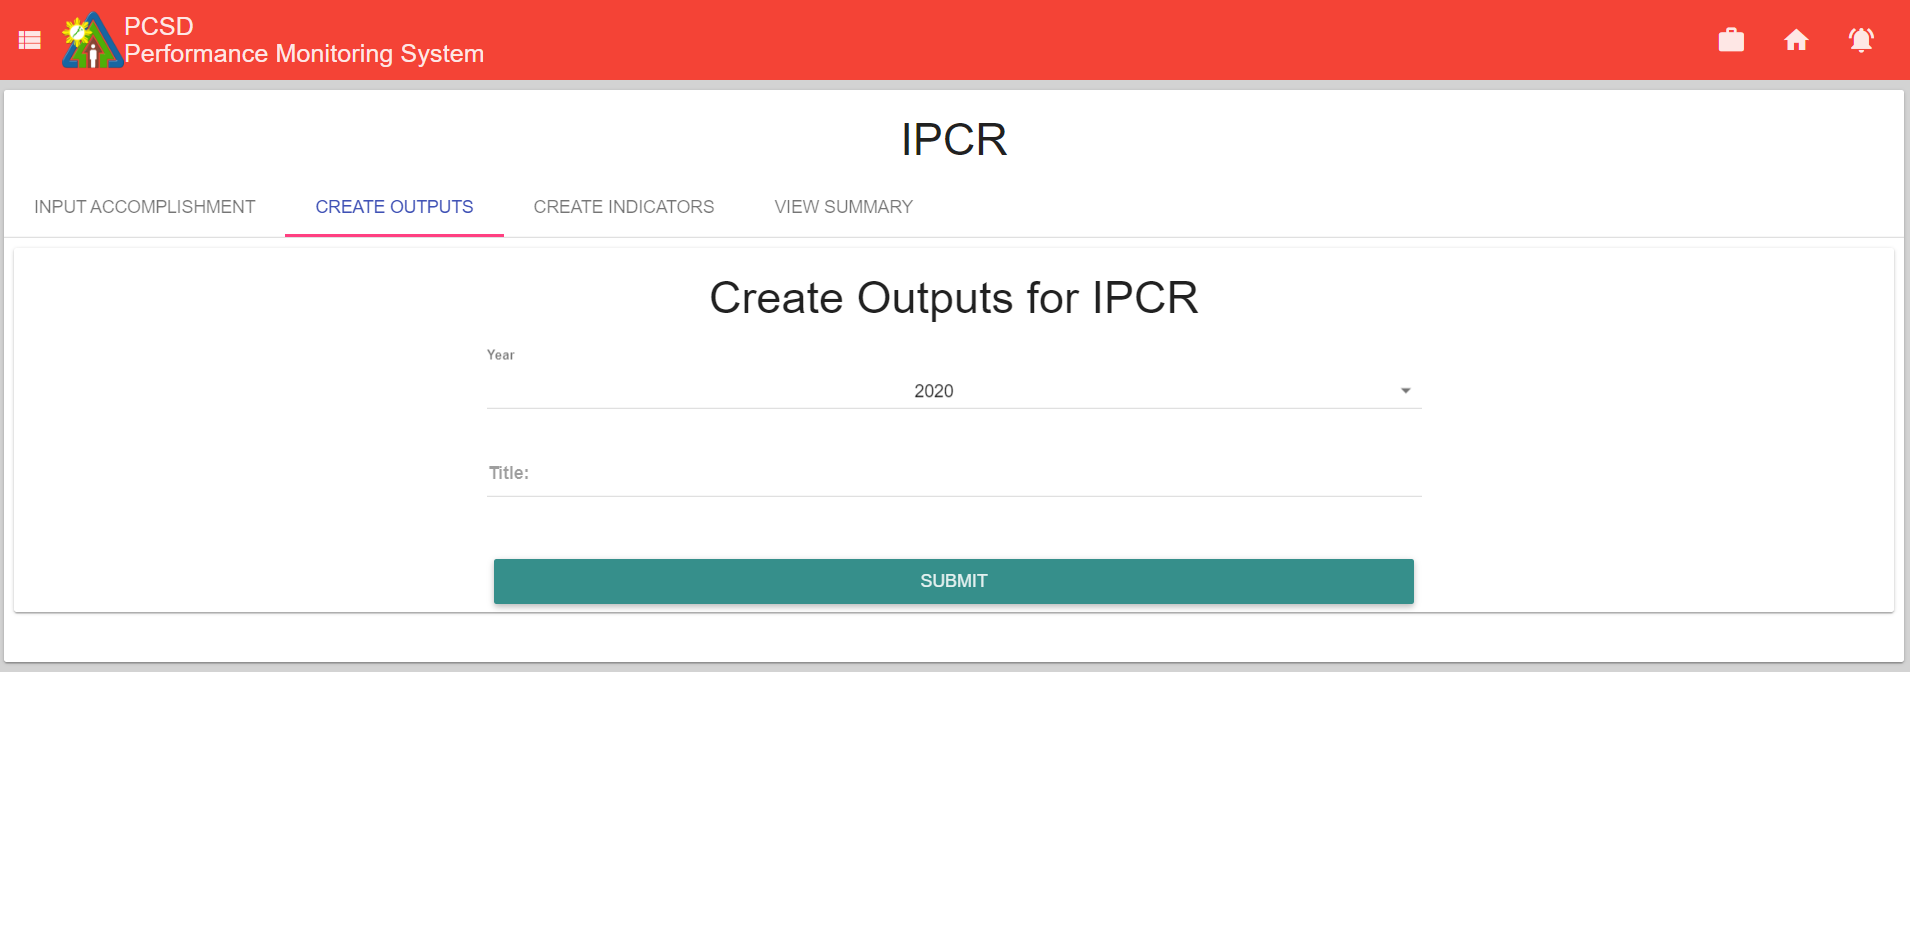 PCSD
Performance Monitoring System
IPCR
INPUT ACCOMPLISHMENT
CREATE OUTPUTS
CREATE INDICATORS
VIEW SUMMARY
Create Outputs for IPCR
Year
2020
Title:
SUBMIT